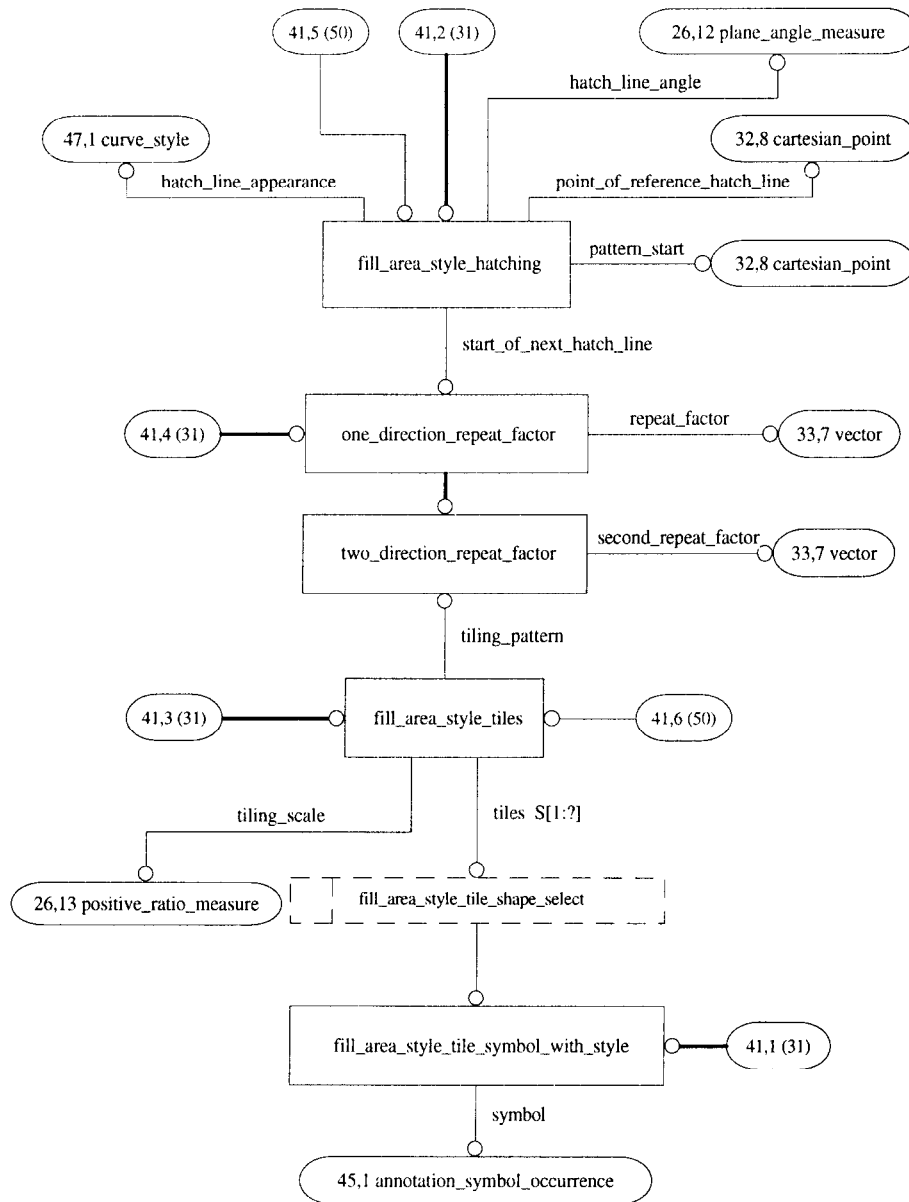 41,5 (50)
41,2 (31)
26,12 plane_angle_measure
hatch_line_angle
47,1 curve_style
32,8 cartesian_point
hatch_line_appearance
point_of_reference_hatch_line
fill_area_style_hatching
pattern_start
32,8 cartesian_point
start_of_next_hatch_line
41,4 (31)
one_direction_repeat_factor
repeat_factor
33,7 vector
two_direction_repeat_factor
second_repeat_factor
33,7 vector
tiling_pattern
41,3 (31)
fill_area_style_tiles
41,6 (50)
tiling_scale
tiles S[1:?]
26,13 positive_ratio_measure
fill_area_style_tile_shape_select
fill_area_style_tile_symbol_with_style
41,1 (31)
symbol
45,1 annotation_symbol_occurrence